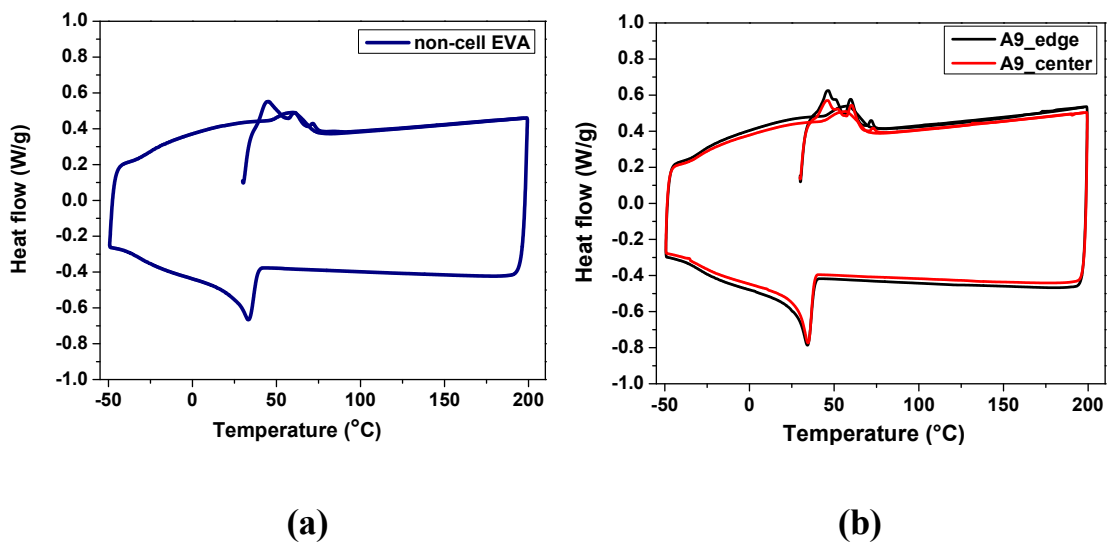 non-cell EVA
Heat flow (W/g)
1.0
0.8
0.6
0.4
0.2
0.0
-0.2
-0.4
-0.6
-0.8
-1.0
-50 0 50 100 150 200
Temperature (°C)
(a)
A9_edge
A9_center
Heat flow (W/g)
1.0
0.8
0.6
0.4
0.2
0.0
-0.2
-0.4
-0.6
-0.8
-1.0
-50 0 50 100 150 200
Temperature (°C)
(b)